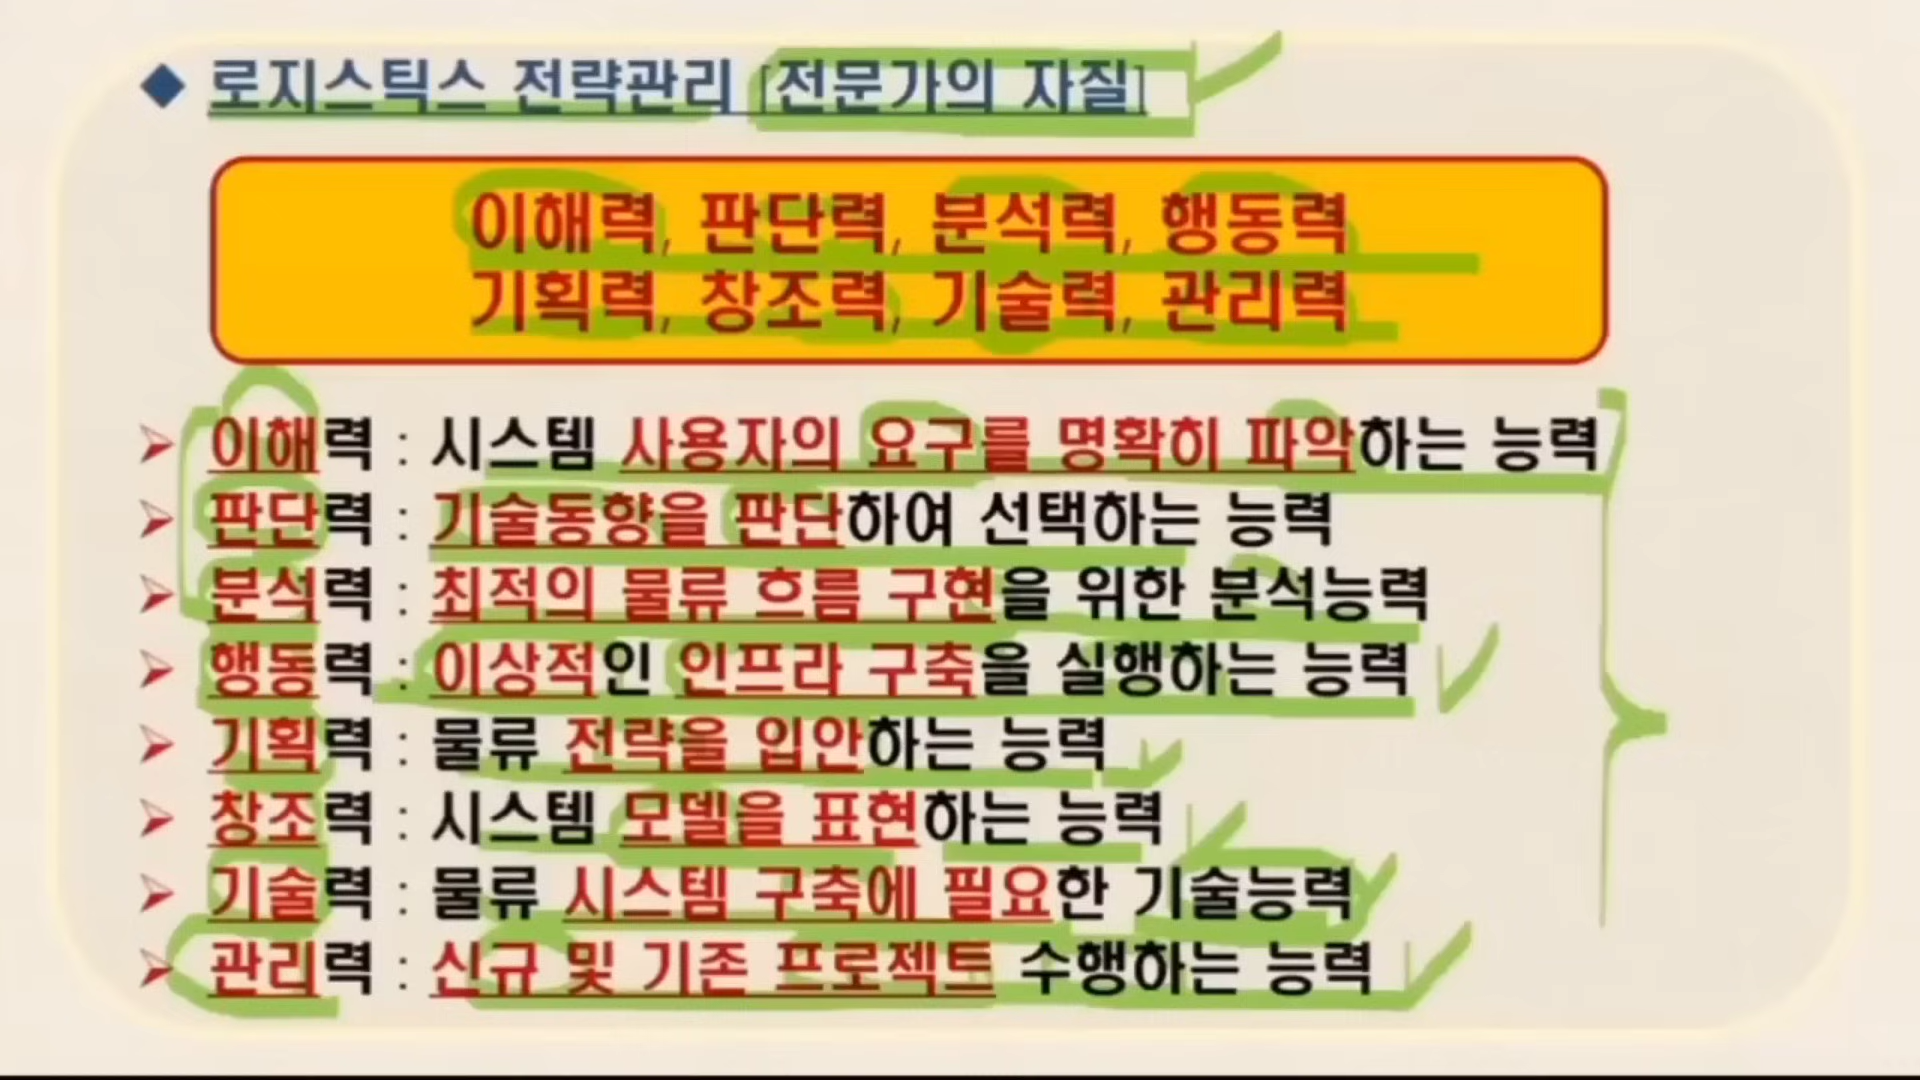 ◆ 로지스틱스 전략관리 [전문가의 자질]
이해력, 판단력, 분석력, 행동력
기획력, 창조력, 기술력, 관리력
➢ 이해력 : 시스템 사용자의 요구를 명확히 파악하는 능력
➢ 판단력 : 기술동향을 판단하여 선택하는 능력
➢ 분석력 : 최적의 물류 흐름 구현을 위한 분석능력
➢ 행동력 : 이상적인 인프라 구축을 실행하는 능력
➢ 기획력 : 물류 전략을 입안하는 능력
➢ 창조력 : 시스템 모델을 표현하는 능력
➢ 기술력 : 물류 시스템 구축에 필요한 기술능력
➢ 관리력 : 신규 및 기존 프로젝트 수행하는 능력